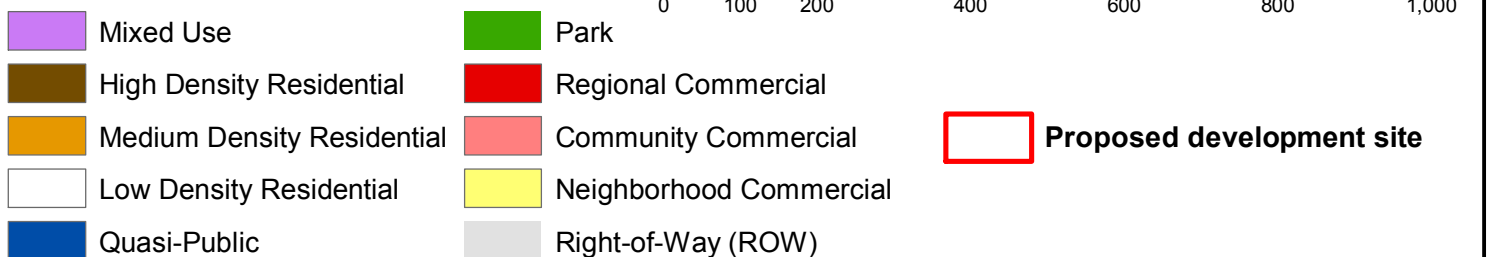 0 100 200 400 600 800 1,000
Mixed Use
High Density Residential
Medium Density Residential
Low Density Residential
Quasi-Public
Park
Regional Commercial
Community Commercial
Neighborhood Commercial
Right-of-Way (ROW)
Proposed development site